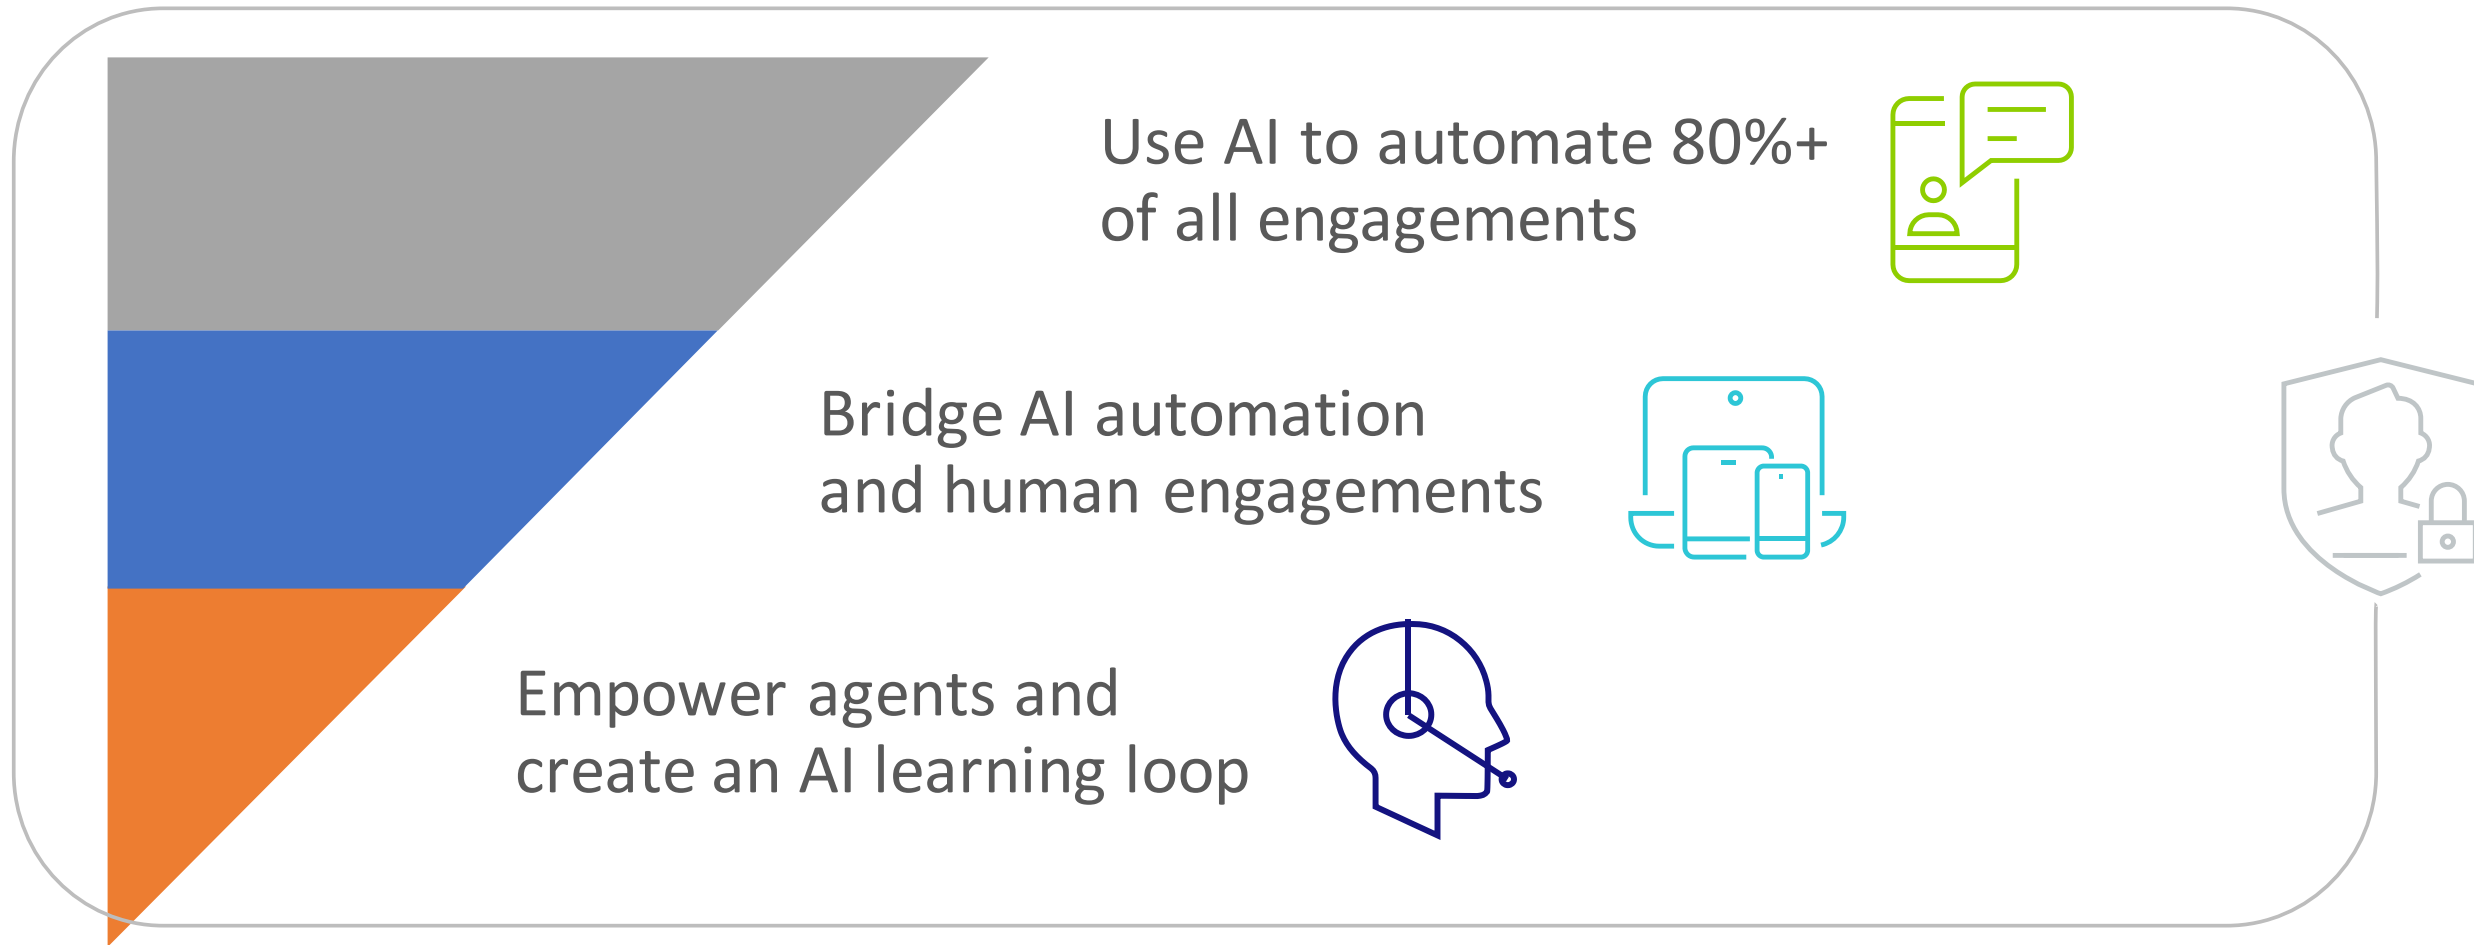 Use AI to automate 80%+
of all engagements
Bridge AI automation
and human engagements
Empower agents and
create an AI learning loop